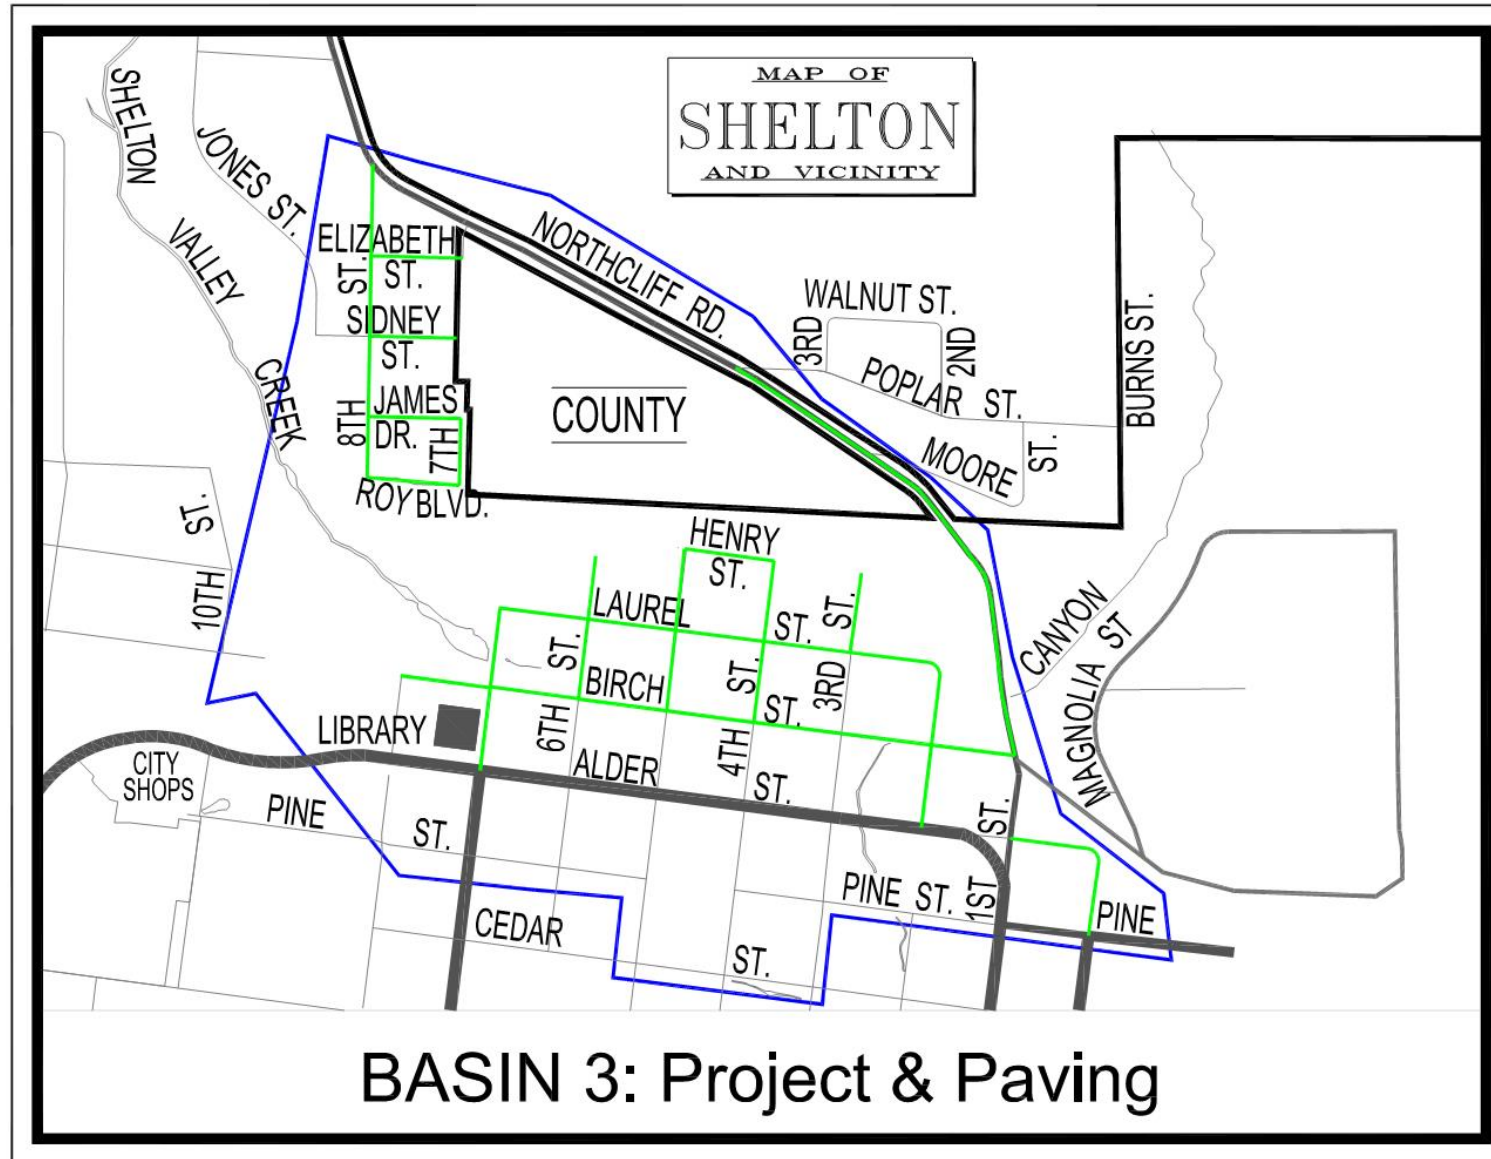 MAP OF
SHELTON
AND VICINITY
SHELTON
VALLEY
CREEK
JONES ST.
ELIZABETH
ST.
ST.
SIDNEY
ST.
JAMES
DR.
8TH
7TH
ROY BLVD.
NORTHCLIFF RD.
COUNTY
WALNUT ST.
3RD
2ND
POPLAR ST.
MOORE
ST.
BURNS ST.
ST.
10TH
HENRY
ST.
LAUREL
ST.
ST.
ST.
BIRCH
ST.
ST.
3RD
6TH
4TH
CANYON
MAGNOLIA ST
LIBRARY
ALDER
ST.
CITY
SHOPS
PINE
ST.
ST.
1ST
PINE ST.
PINE
CEDAR
ST.
BASIN 3: Project & Paving